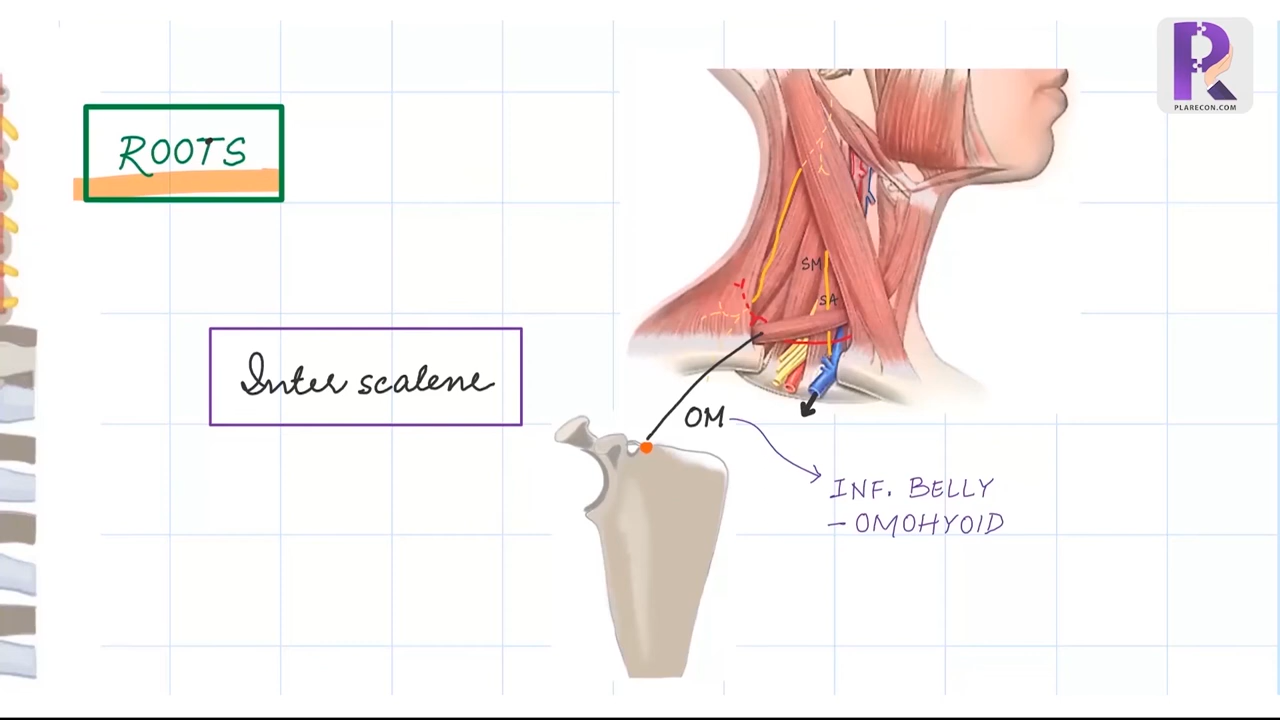 PLARECON.COM
ROOTS
SM
SA
Inter scalene
OM
INF. BELLY
- OMOHYOID